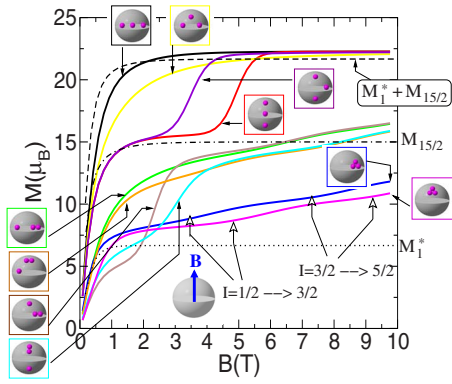 25
20
15
10
5
0
M(μ_B)
M₁* + M₁₅/₂
M₁₅/₂
M₁*
B
I=1/2 --> 3/2
I=3/2 --> 5/2
0 1 2 3 4 5 6 7 8 9 10
B(T)